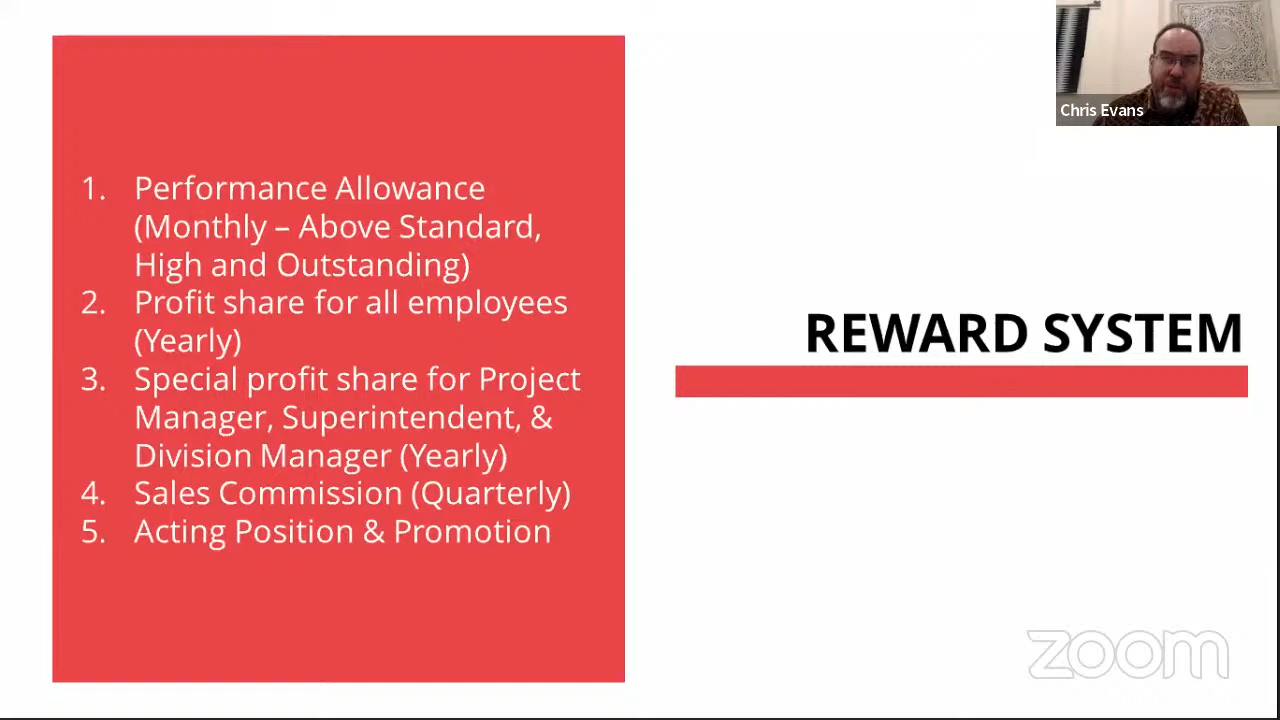 1. Performance Allowance
(Monthly – Above Standard,
High and Outstanding)
2. Profit share for all employees
(Yearly)
3. Special profit share for Project
Manager, Superintendent, &
Division Manager (Yearly)
4. Sales Commission (Quarterly)
5. Acting Position & Promotion
REWARD SYSTEM
Chris Evans
zoom